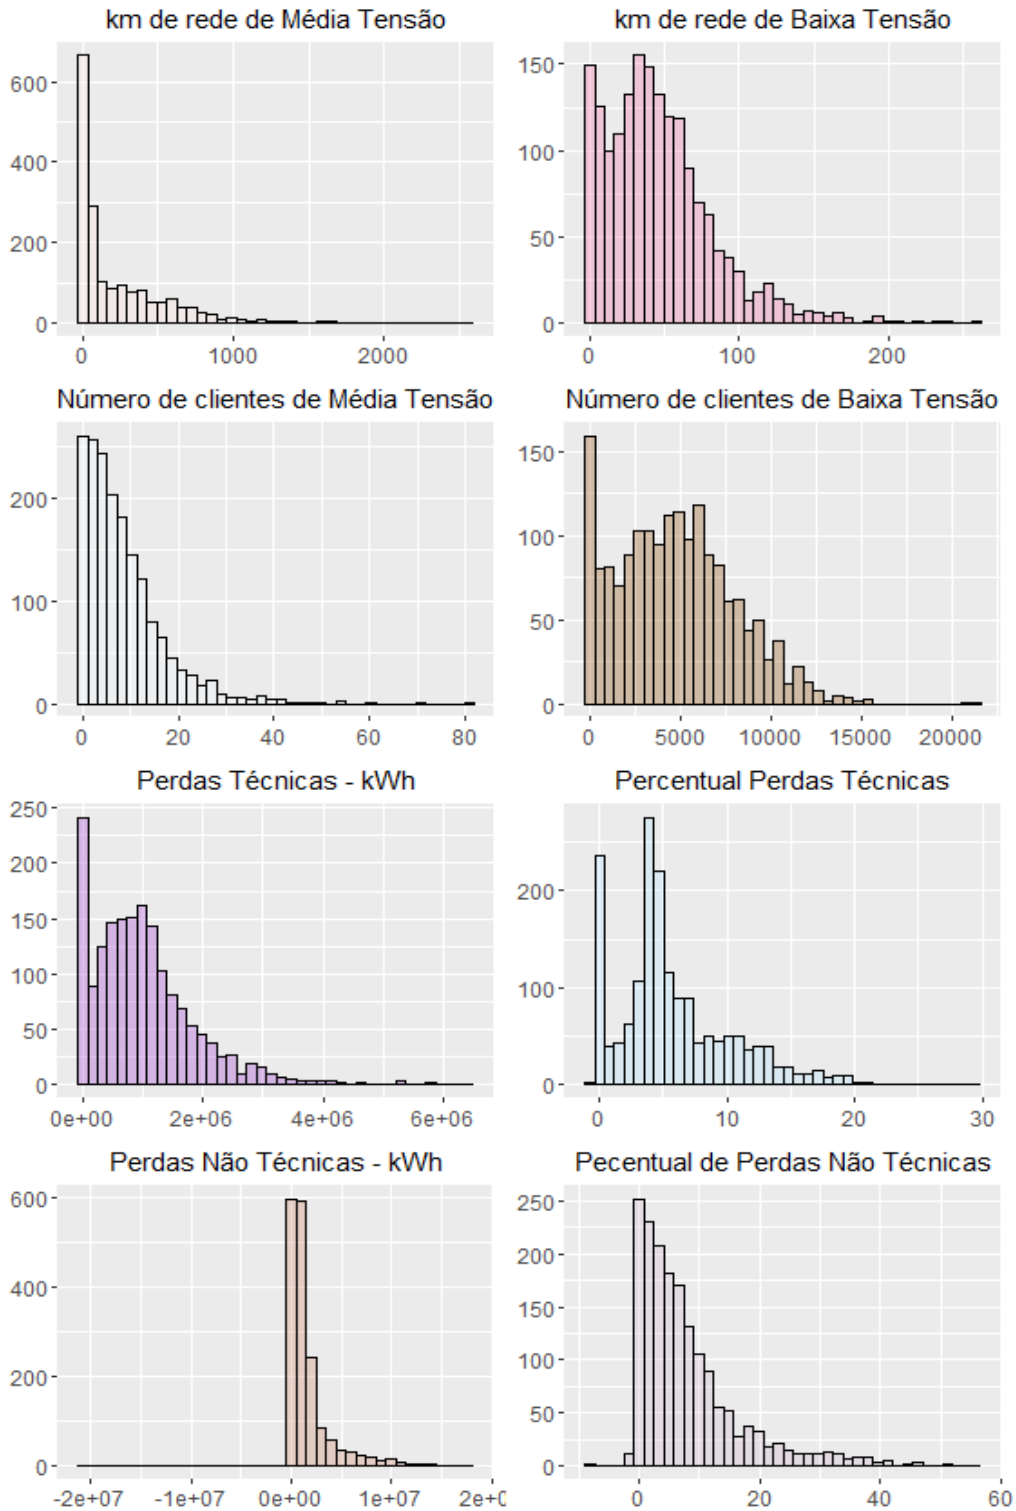 km de rede de Média Tensão
600
400
200
0
0 1000 2000
km de rede de Baixa Tensão
150
100
50
0
0 100 200
Número de clientes de Média Tensão
200
100
0
0 20 40 60 80
Número de clientes de Baixa Tensão
150
100
50
0
0 5000 10000 15000 20000
Perdas Técnicas - kWh
250
200
150
100
50
0
0e+00 2e+06 4e+06 6e+06
Percentual Perdas Técnicas
200
100
0
0 10 20 30
Perdas Não Técnicas - kWh
600
400
200
0
-2e+07 -1e+07 0e+00 1e+07 2e+0
Pecentual de Perdas Não Técnicas
250
200
150
100
50
0
0 20 40 60